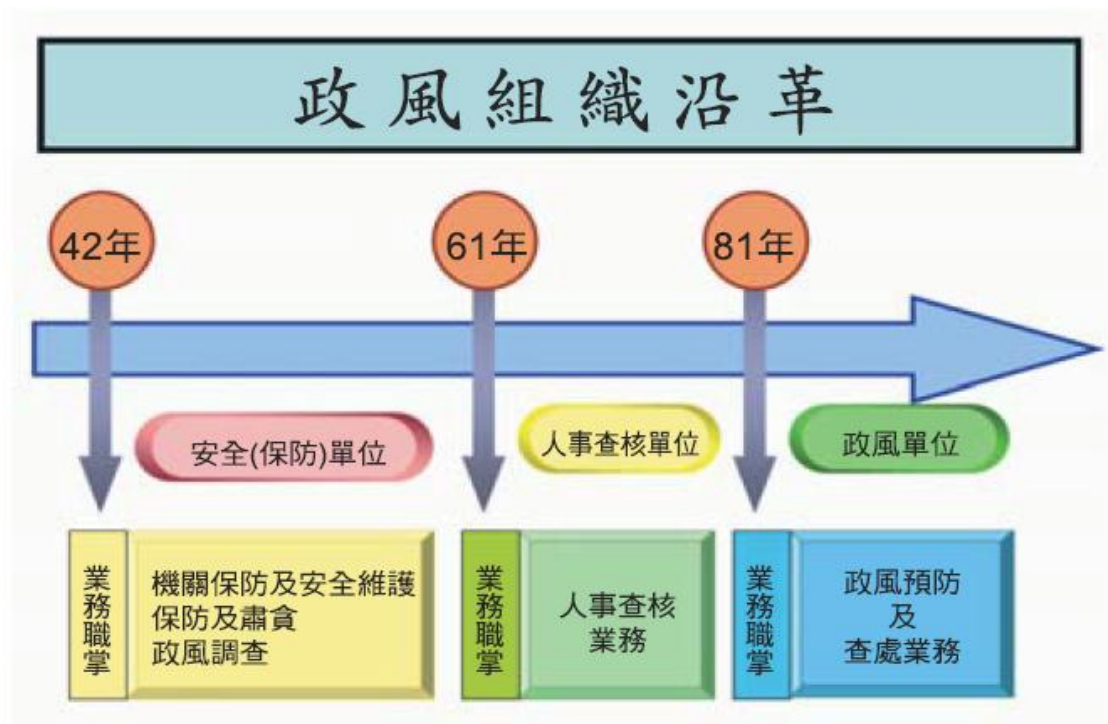 政風組織沿革
42年
61年
81年
安全(保防)單位
人事查核單位
政風單位
業務職掌
機關保防及安全維護
保防及肅貪
政風調查
業務職掌
人事查核
業務
業務職掌
政風預防
及
查處業務